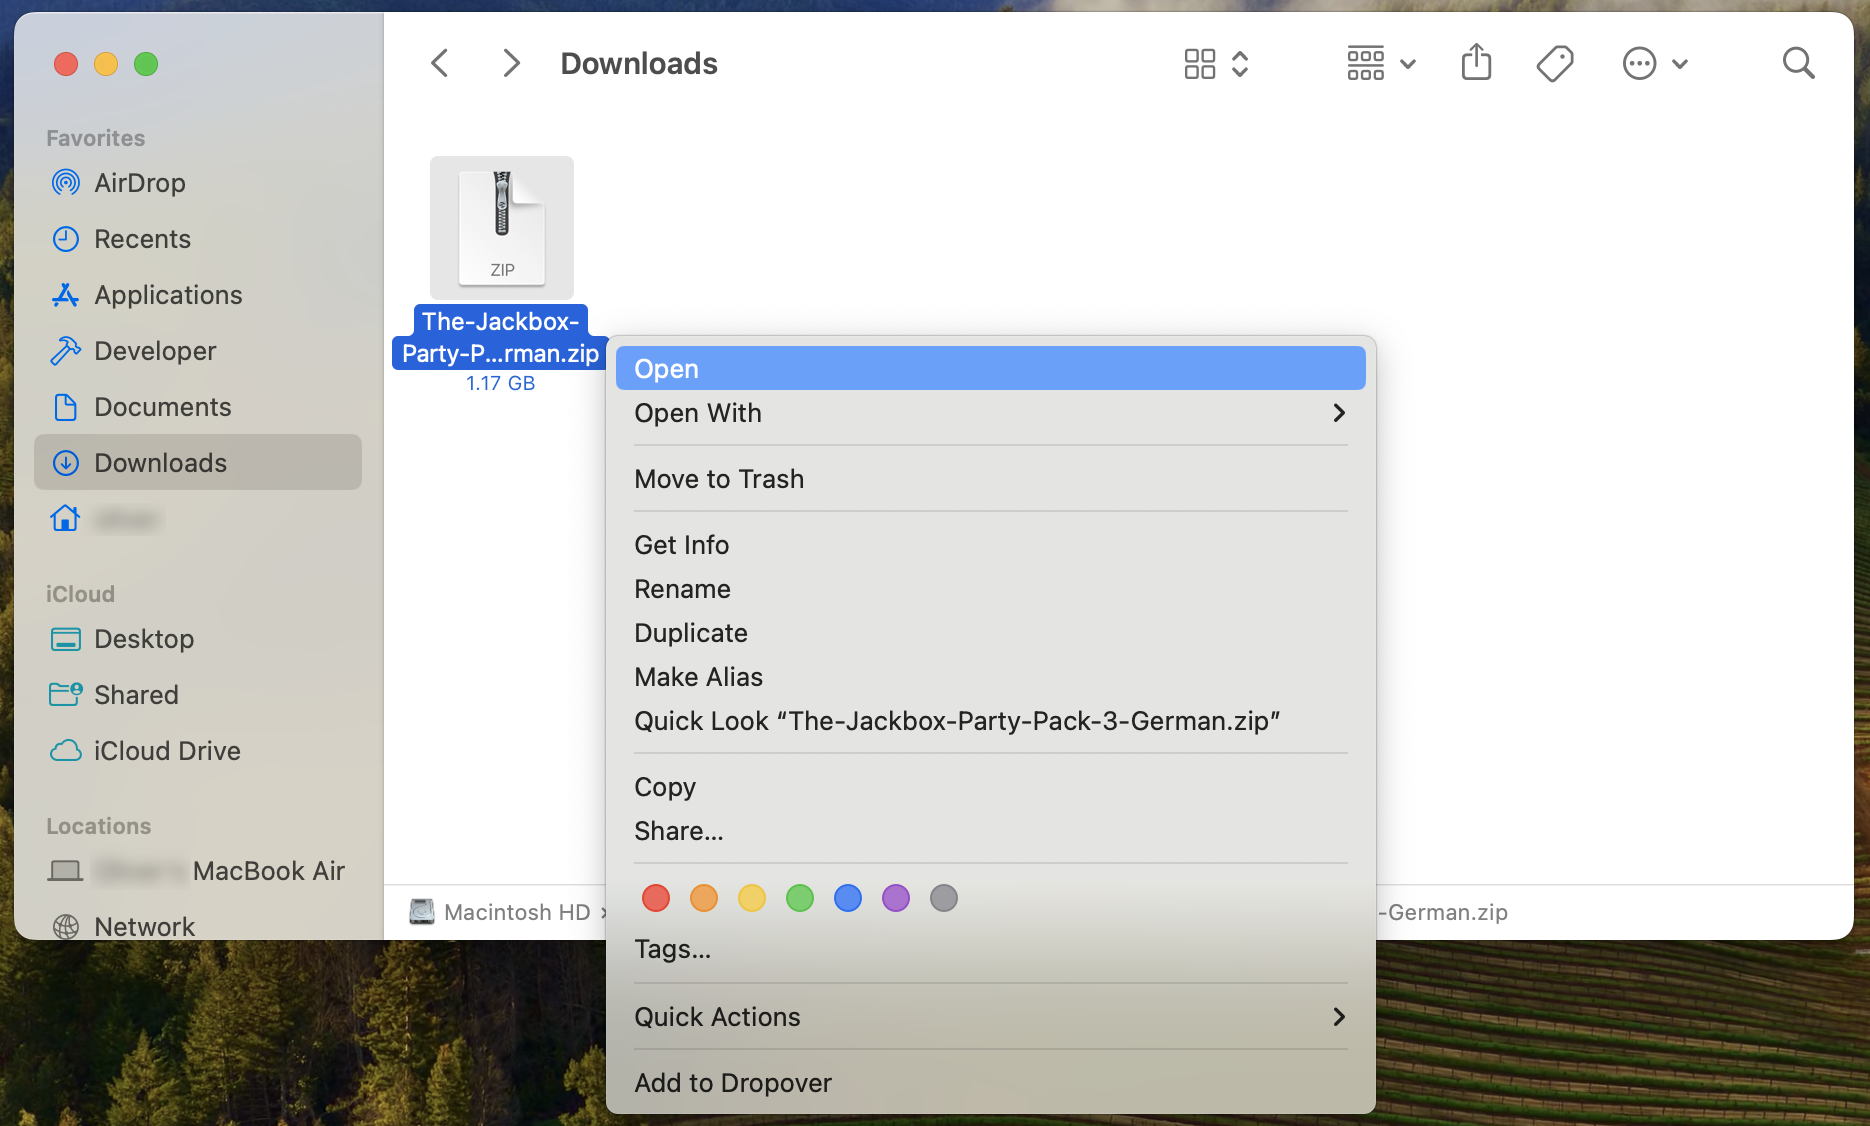 Downloads
Favorites
AirDrop
Recents
Applications
Developer
Documents
Downloads
iCloud
Desktop
Shared
iCloud Drive
Locations
MacBook Air
Network
ZIP
The-Jackbox-
Party-P...rman.zip
1.17 GB
Open
Open With
Move to Trash
Get Info
Rename
Duplicate
Make Alias
Quick Look “The-Jackbox-Party-Pack-3-German.zip”
Copy
Share...
Tags...
Quick Actions
Add to Dropover
Macintosh HD
-German.zip